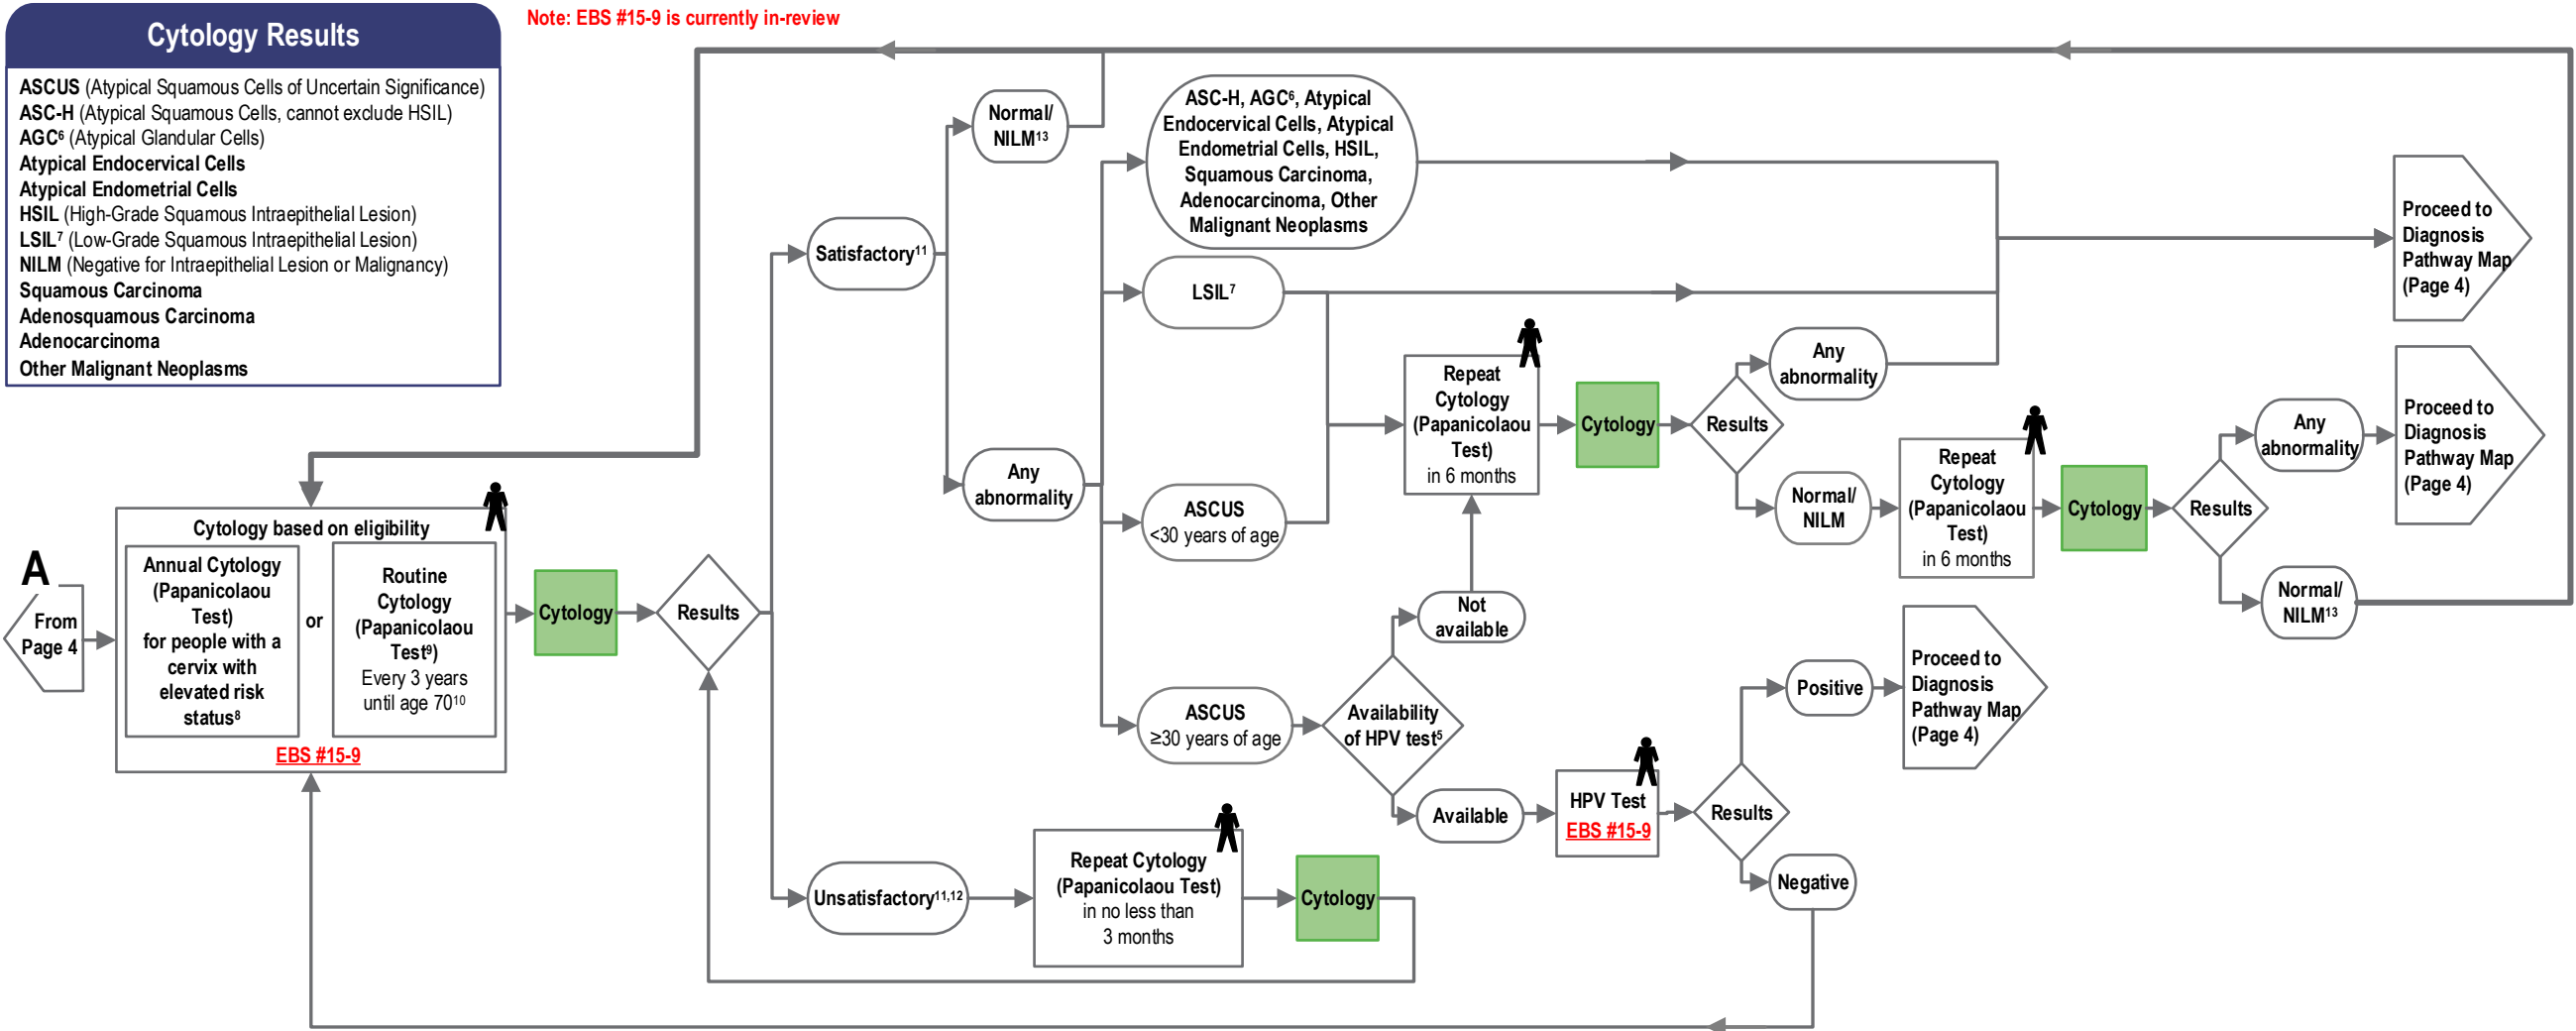 Cytology Results
ASCUS (Atypical Squamous Cells of Uncertain Significance)
ASC-H (Atypical Squamous Cells, cannot exclude HSIL)
AGC⁶ (Atypical Glandular Cells)
Atypical Endocervical Cells
Atypical Endometrial Cells
HSIL (High-Grade Squamous Intraepithelial Lesion)
LSIL⁷ (Low-Grade Squamous Intraepithelial Lesion)
NILM (Negative for Intraepithelial Lesion or Malignancy)
Squamous Carcinoma
Adenosquamous Carcinoma
Adenocarcinoma
Other Malignant Neoplasms
Note: EBS #15-9 is currently in-review
A
From
Page 4
Cytology based on eligibility
Annual Cytology
(Papanicolaou
Test)
for people with a
cervix with
elevated risk
status⁸
or
Routine
Cytology
(Papanicolaou
Test⁹)
Every 3 years
until age 70¹⁰
EBS #15-9
Cytology
Results
Satisfactory¹¹
Normal/
NILM¹³
Any
abnormality
ASC-H, AGC⁶, Atypical
Endocervical Cells, Atypical
Endometrial Cells, HSIL,
Squamous Carcinoma,
Adenocarcinoma, Other
Malignant Neoplasms
LSIL⁷
ASCUS
<30 years of age
ASCUS
≥30 years of age
Availability
of HPV test⁵
Not
available
Available
Repeat
Cytology
(Papanicolaou
Test)
in 6 months
Cytology
Results
Any
abnormality
Normal/
NILM
Repeat
Cytology
(Papanicolaou
Test)
in 6 months
Cytology
Results
Any
abnormality
Normal/
NILM¹³
Proceed to
Diagnosis
Pathway Map
(Page 4)
Proceed to
Diagnosis
Pathway Map
(Page 4)
HPV Test
EBS #15-9
Results
Positive
Negative
Proceed to
Diagnosis
Pathway Map
(Page 4)
Unsatisfactory¹¹,¹²
Repeat Cytology
(Papanicolaou Test)
in no less than
3 months
Cytology